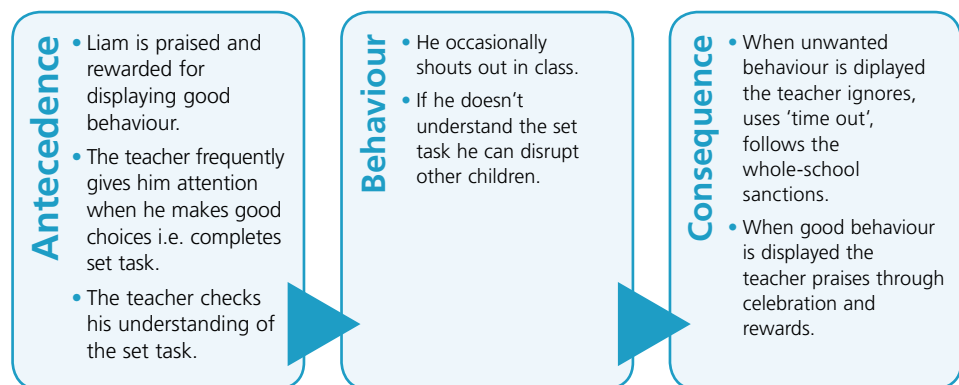 Antecedence
• Liam is praised and
rewarded for
displaying good
behaviour.
• The teacher frequently
gives him attention
when he makes good
choices i.e. completes
set task.
• The teacher checks
his understanding of
the set task.
Behaviour
• He occasionally
shouts out in class.
• If he doesn't
understand the set
task he can disrupt
other children.
Consequence
• When unwanted
behaviour is diplayed
the teacher ignores,
uses ‘time out’,
follows the
whole-school
sanctions.
• When good behaviour
is displayed the
teacher praises through
celebration and
rewards.